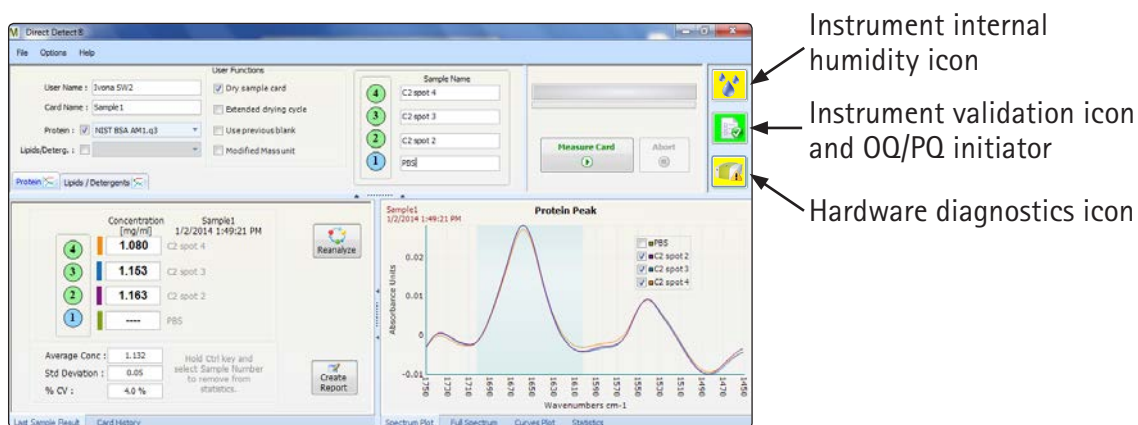 Direct Detect®
File Options Help
User Name : Ivona SW2
Card Name : Sample1
Protein : NIST BSA AM1.q3
Lipids/Deterg. :
User Functions
Dry sample card
Extended drying cycle
Use previous blank
Modified Mass unit
Sample Name
4 C2 spot 4
3 C2 spot 3
2 C2 spot 2
1 PBS
Measure Card
Abort
Protein Lipids / Detergents
Instrument internal
humidity icon
Instrument validation icon
and OQ/PQ initiator
Hardware diagnostics icon
Concentration
[mg/ml]
Sample1
1/2/2014 1:49:21 PM
4 1.080 C2 spot 4
3 1.153 C2 spot 3
2 1.163 C2 spot 2
1 ---- PBS
Reanalyze
Average Conc : 1.132
Std Deviation : 0.05
% CV : 4.0 %
Hold Ctrl key and
select Sample Number
to remove from
statistics.
Create
Report
Last Sample Result Card History
Sample1
1/2/2014 1:49:21 PM
Protein Peak
PBS
C2 spot 2
C2 spot 3
C2 spot 4
Absorbance Units
0.02
0.01
0
-0.01
1750 1730 1710 1690 1670 1650 1630 1610 1590 1570 1550 1530 1510 1490 1470 1450
Wavenumbers cm-1
Spectrum Plot Full Spectrum Curves Plot Statistics